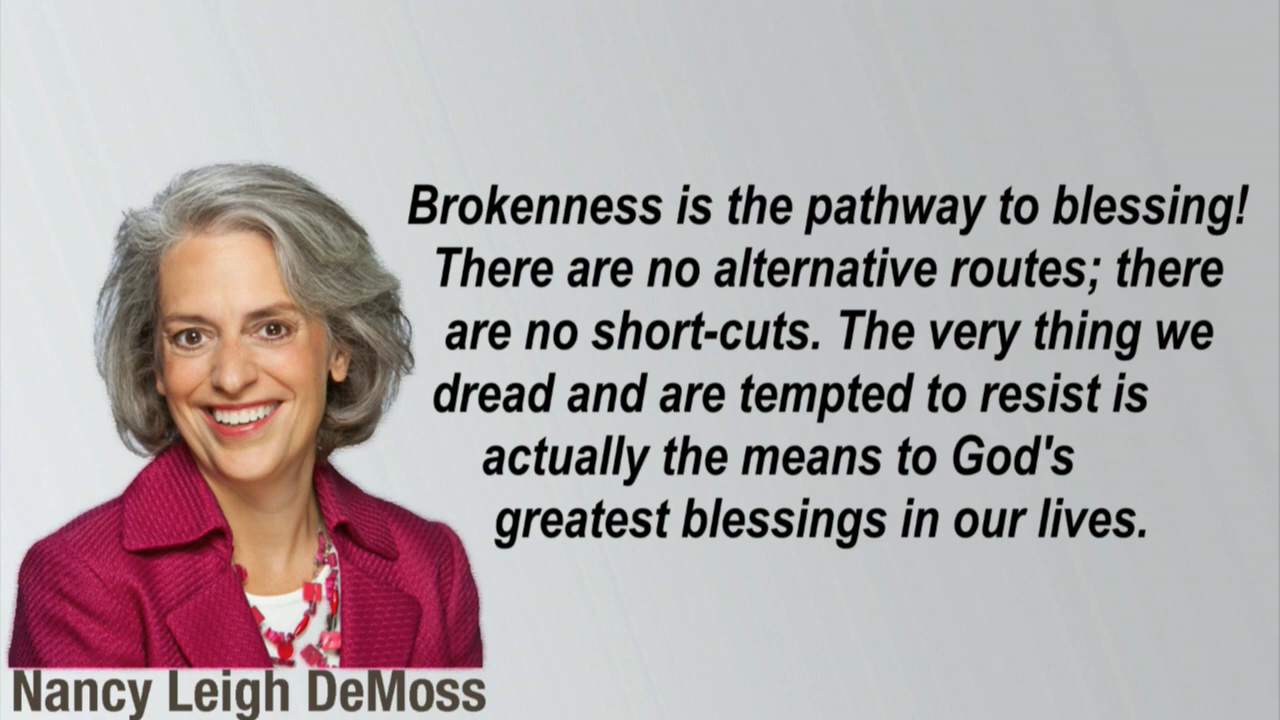 Brokenness is the pathway to blessing!
There are no alternative routes; there
are no short-cuts. The very thing we
dread and are tempted to resist is
actually the means to God's
greatest blessings in our lives.
Nancy Leigh DeMoss